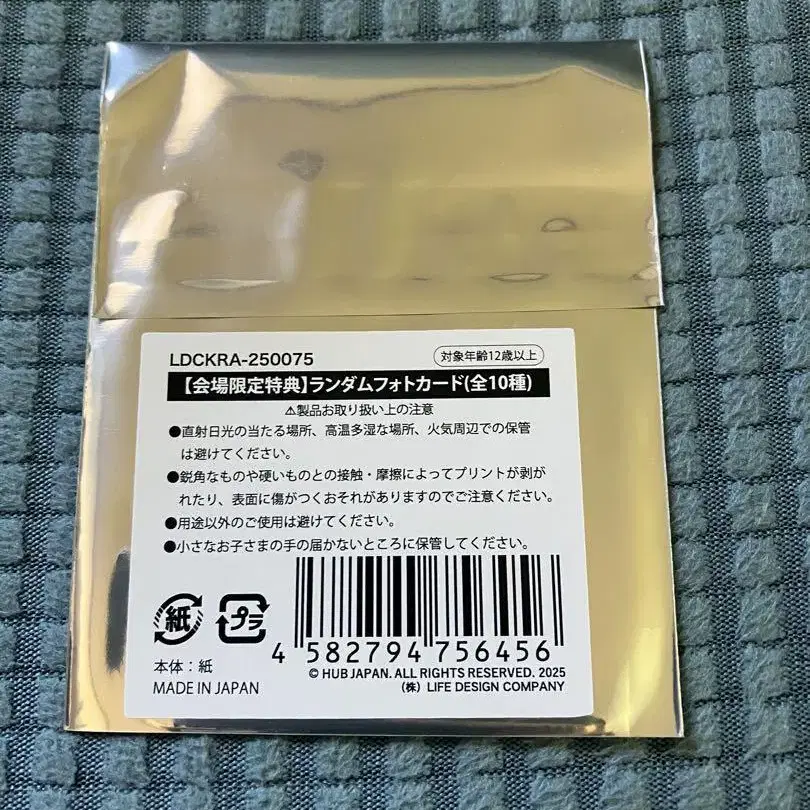 LDCKRA-250075
対象年齢12歳以上
【会場限定特典】ランダムフォトカード(全10種)
⚠製品お取り扱い上の注意
●直射日光の当たる場所、高温多湿な場所、火気周辺での保管
は避けてください。
●鋭角なものや硬いものとの接触・摩擦によってプリントが剥が
れたり、表面に傷がつくおそれがありますのでご注意ください。
●用途以外のご使用は避けてください。
●小さなお子さまの手の届かないところに保管してください。
紙
プラ
4 582794 756456
本体：紙
MADE IN JAPAN
© HUB JAPAN. ALL RIGHTS RESERVED. 2025
（株） LIFE DESIGN COMPANY